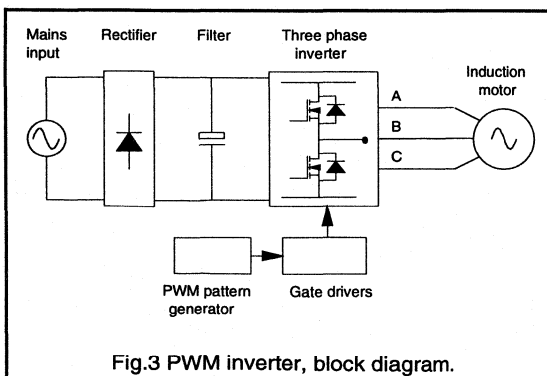 Mains
input
Rectifier
Filter
Three phase
inverter
Induction
motor
A
B
C
PWM pattern
generator
Gate drivers
Fig.3 PWM inverter, block diagram.